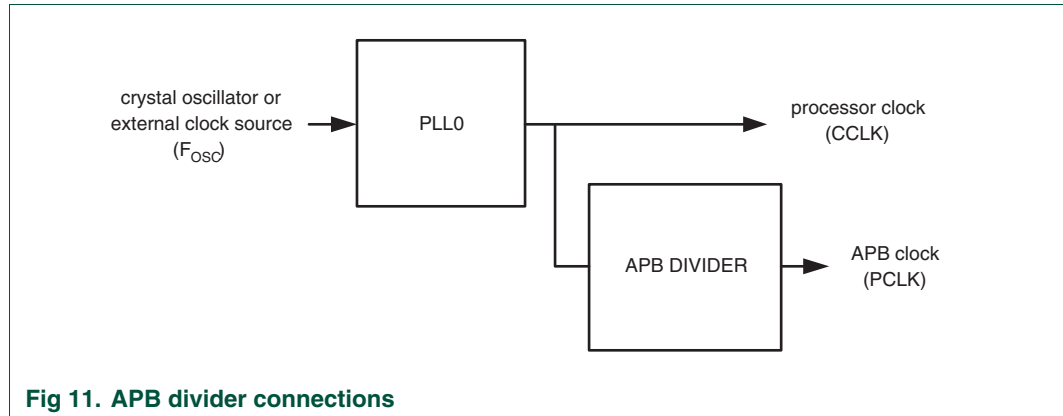 crystal oscillator or
external clock source
(FOSC)
PLL0
processor clock
(CCLK)
APB DIVIDER
APB clock
(PCLK)
Fig 11. APB divider connections